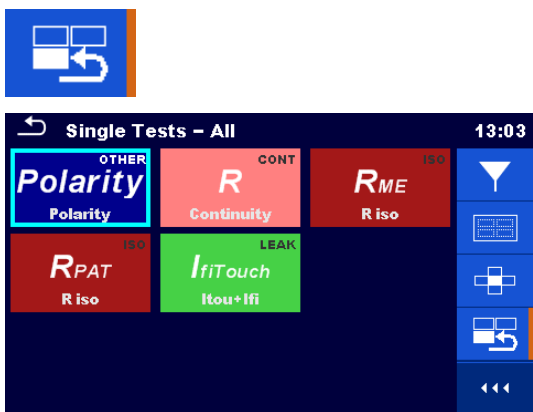 Single Tests – All 13:03
OTHER CONT ISO
Polarity R RME
Polarity Continuity R iso
ISO LEAK
RPAT IfiTouch
R iso Itou+Ifi